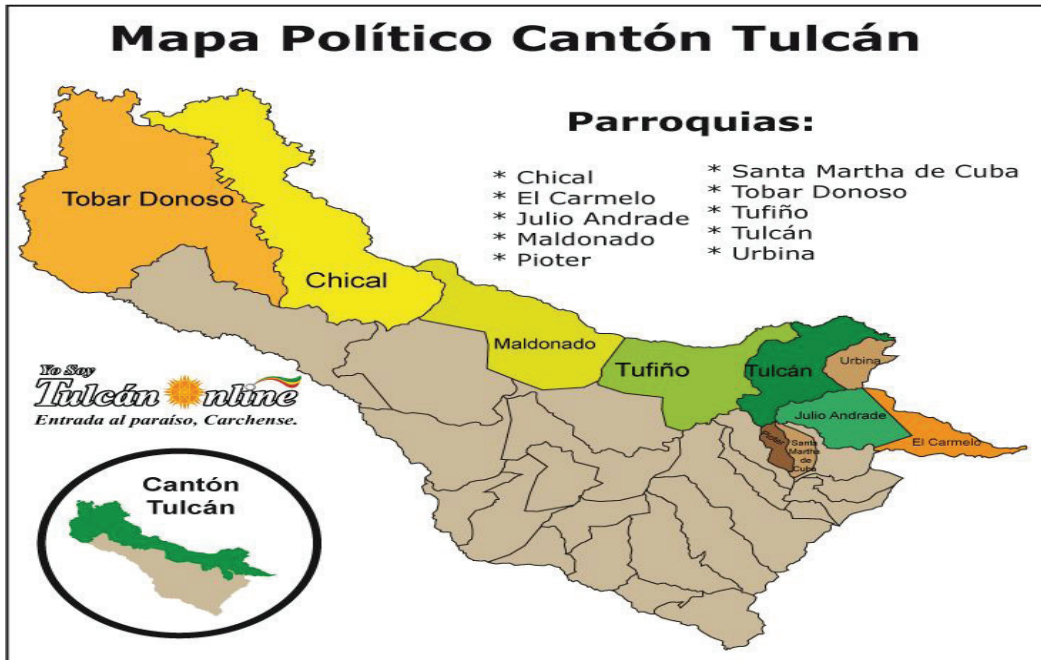 Mapa Político Cantón Tulcán
Parroquias:
* Chical
* El Carmelo
* Julio Andrade
* Maldonado
* Pioter
* Santa Martha de Cuba
* Tobar Donoso
* Tufiño
* Tulcán
* Urbina
Tobar Donoso
Chical
Maldonado
Tufiño
Tulcán
Urbina
Julio Andrade
El Carmelo
Pioter
Santa
Martha
de
Cuba
Yo Soy
Tulcán Online
Entrada al paraíso, Carchense.
Cantón
Tulcán